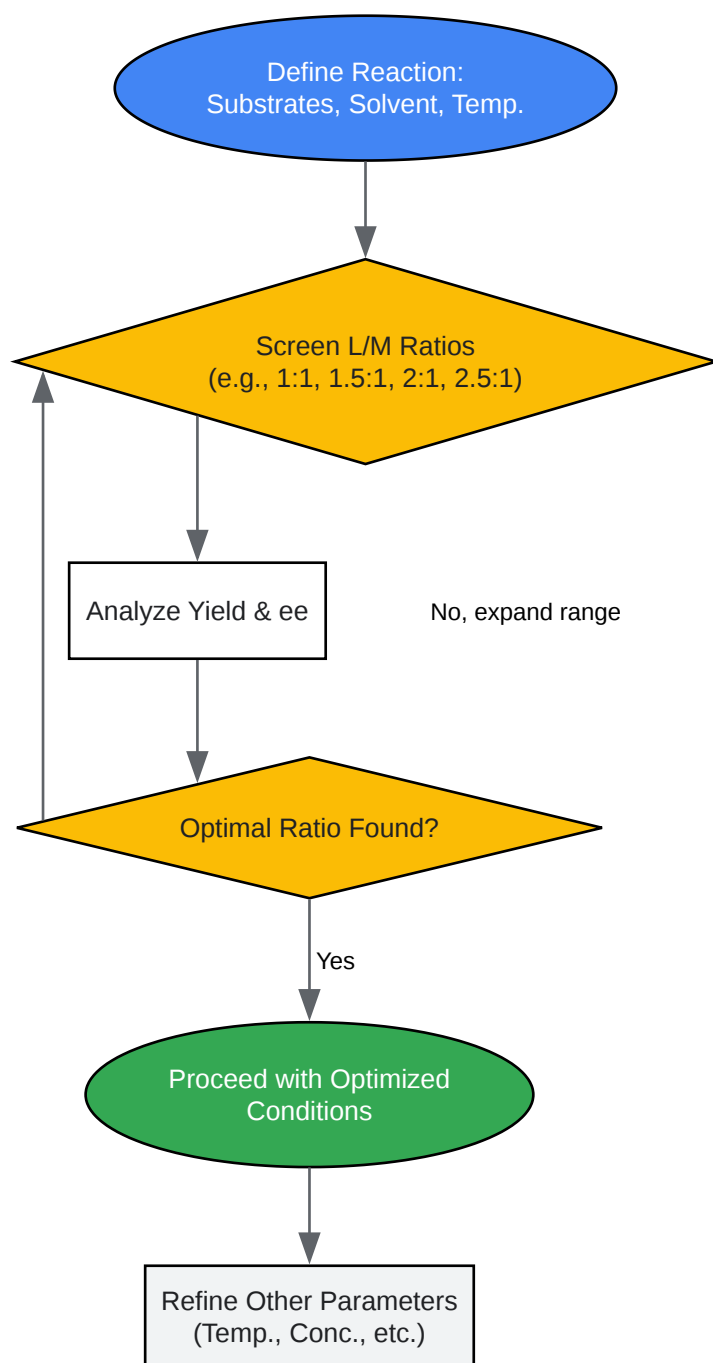 Define Reaction:
Substrates, Solvent, Temp.
Screen L/M Ratios
(e.g., 1:1, 1.5:1, 2:1, 2.5:1)
Analyze Yield & ee
No, expand range
Optimal Ratio Found?
Yes
Proceed with Optimized
Conditions
Refine Other Parameters
(Temp., Conc., etc.)